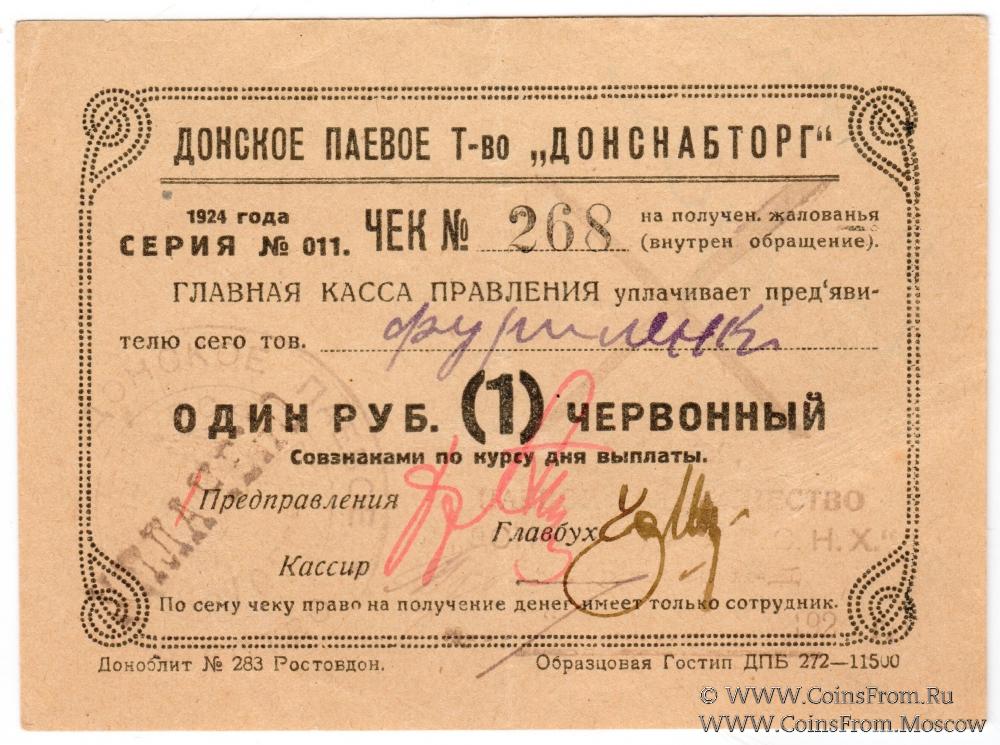 ДОНСКОЕ ПАЕВОЕ Т-во „ДОНСНАБТОРГ“
1924 года
СЕРИЯ № 011.
ЧЕК № 268
на получен. жалованья
(внутрен обращение).
ГЛАВНАЯ КАССА ПРАВЛЕНИЯ уплачивает пред‘яви-
телю сего тов.
ОДИН РУБ. (1) ЧЕРВОННЫЙ
Совзнаками по курсу дня выплаты.
Предправления
Главбух
Кассир
По сему чеку право на получение денег имеет только сотрудник.
Доноблит № 283 Ростовдон.
Образцовая Гостип ДПБ 272—11500
© WWW.CoinsFrom.Ru
WWW.CoinsFrom.Moscow